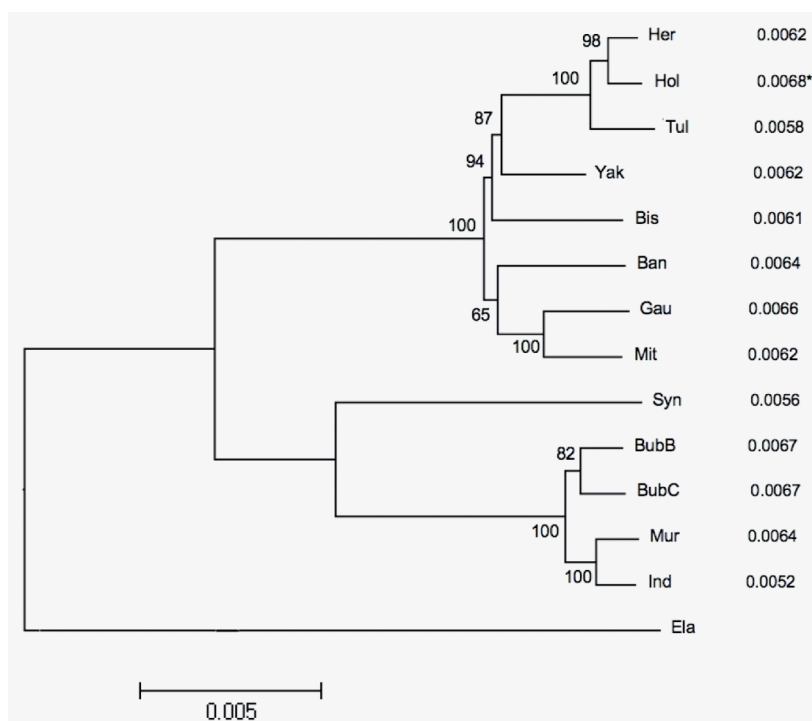 98 Her 0.0062
100 Hol 0.0068*
Tul 0.0058
87
94 Yak 0.0062
Bis 0.0061
100
Ban 0.0064
65 Gau 0.0066
100 Mit 0.0062
Syn 0.0056
82 BubB 0.0067
BubC 0.0067
100 Mur 0.0064
100 Ind 0.0052
Ela
0.005